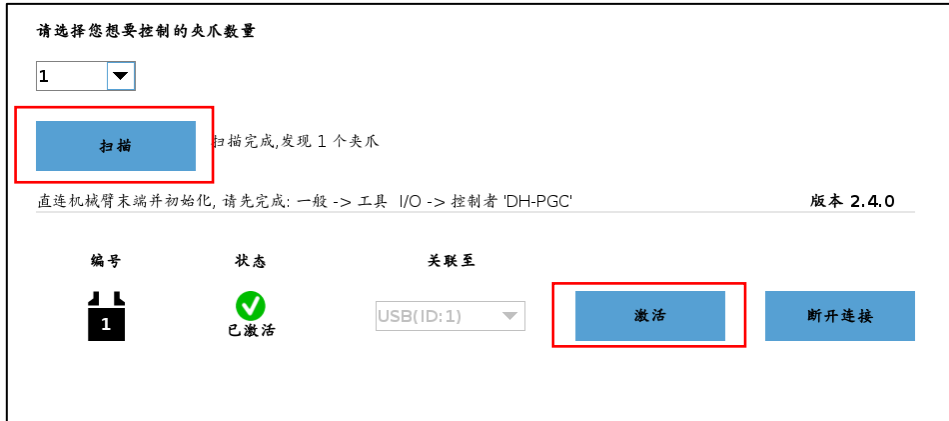 请选择您想要控制的夹爪数量
1
扫描 扫描完成,发现 1 个夹爪
直连机械臂末端并初始化, 请先完成: 一般 -> 工具 I/O -> 控制者 'DH-PGC' 版本 2.4.0
编号 状态 关联至
1 已激活 USB(ID:1) 激活 断开连接